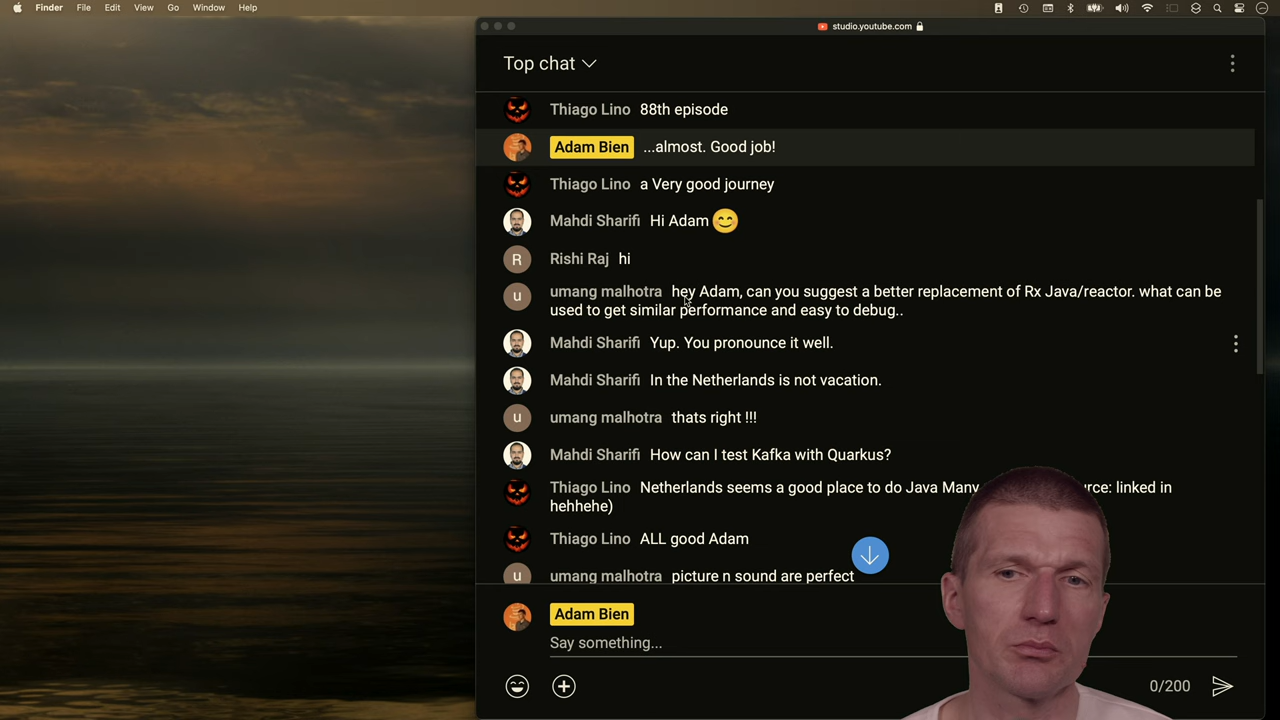 Finder File Edit View Go Window Help
studio.youtube.com
Top chat
Thiago Lino 88th episode
Adam Bien ...almost. Good job!
Thiago Lino a Very good journey
Mahdi Sharifi Hi Adam 😊
R Rishi Raj hi
u umang malhotra hey Adam, can you suggest a better replacement of Rx Java/reactor. what can be
used to get similar performance and easy to debug..
Mahdi Sharifi Yup. You pronounce it well.
Mahdi Sharifi In the Netherlands is not vacation.
u umang malhotra thats right !!!
Mahdi Sharifi How can I test Kafka with Quarkus?
Thiago Lino Netherlands seems a good place to do Java Many linked in
hehhehe)
Thiago Lino ALL good Adam
u umang malhotra picture n sound are perfect
Adam Bien
Say something...
0/200